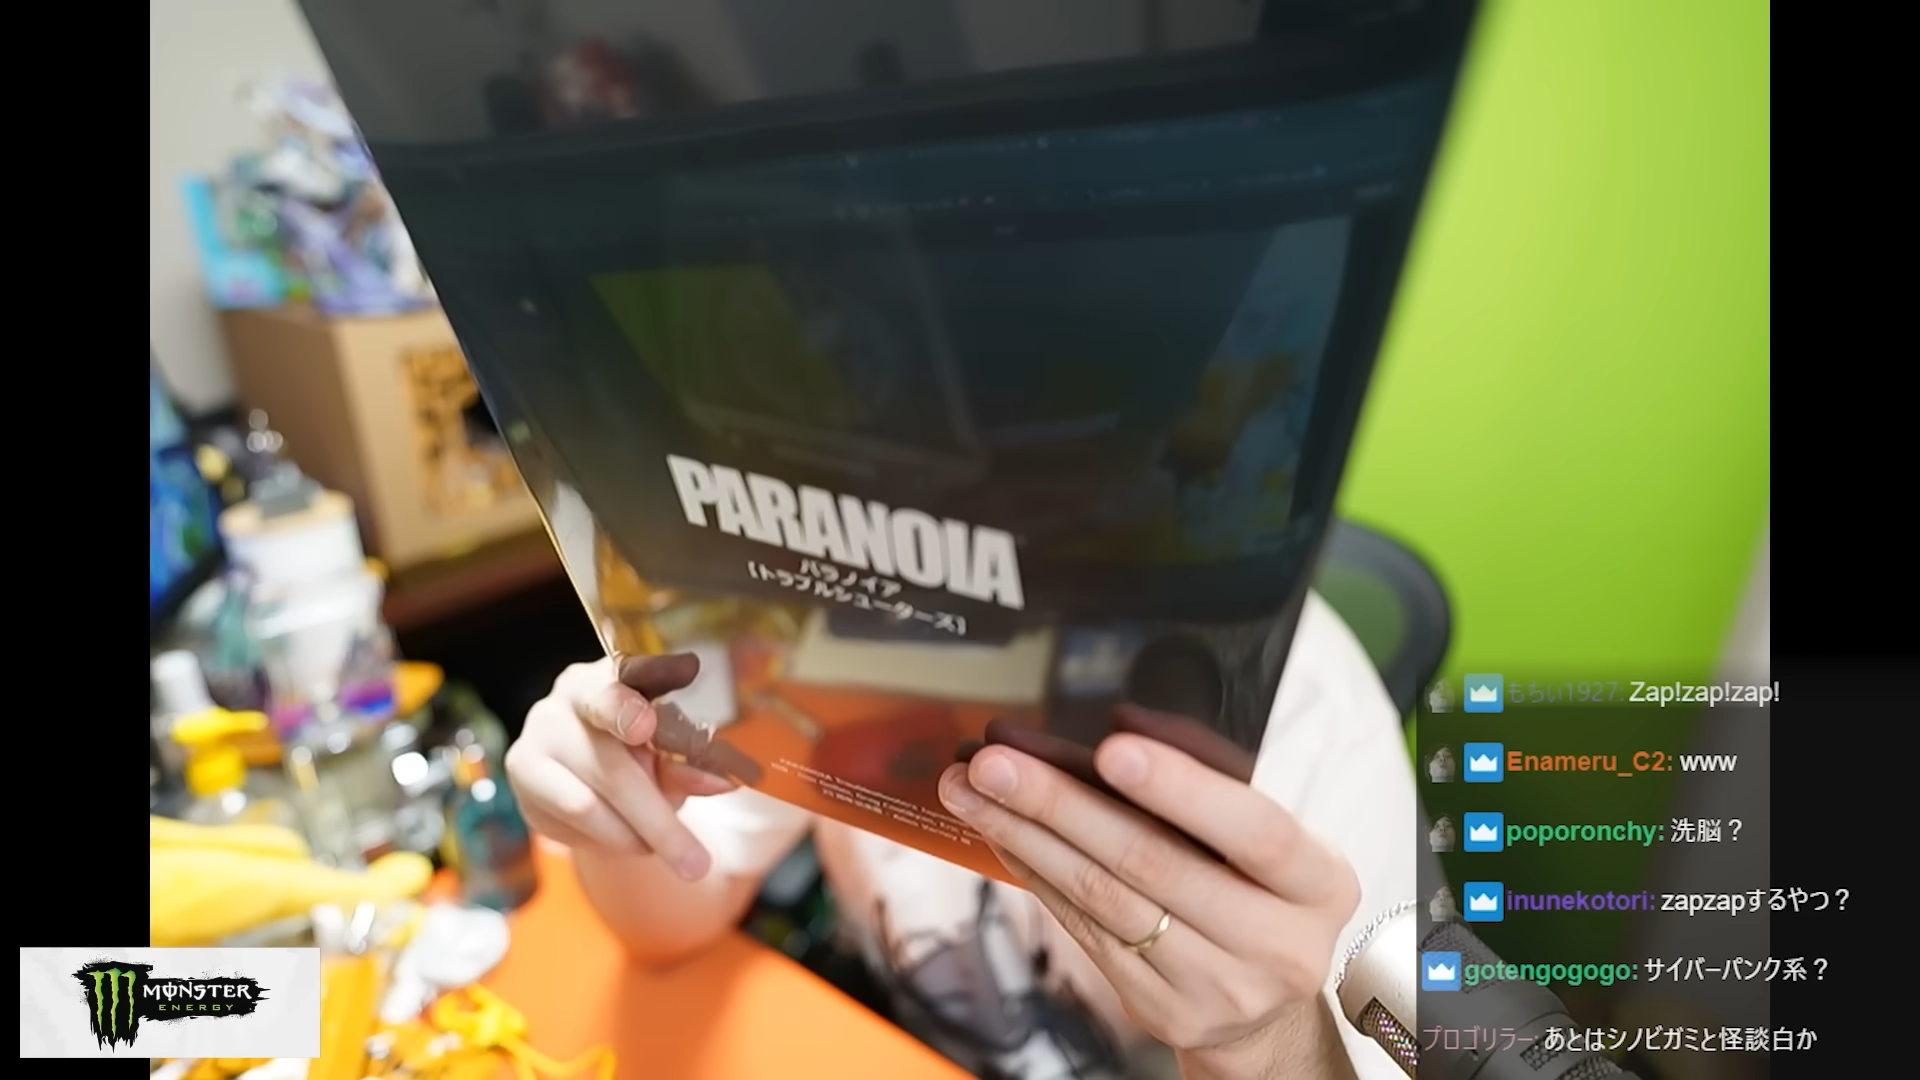 PARANOIA
パラノイア
【トラブルシューターズ】
MONSTER
ENERGY
もちぃ1927: Zap!zap!zap!
Enameru_C2: www
poporonchy: 洗脳？
inunekotori: zapzapするやつ？
gotengogogo: サイバーパンク系？
プロゴリラー: あとはシノビガミと怪談白か